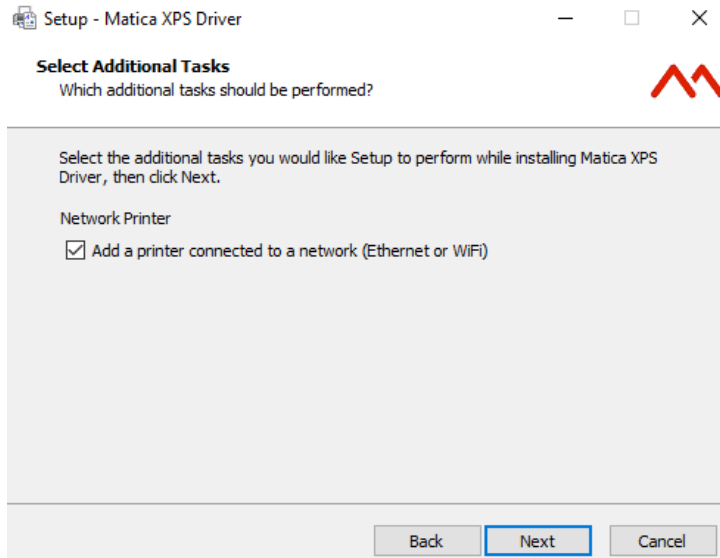 Setup - Matica XPS Driver
Select Additional Tasks
Which additional tasks should be performed?
Select the additional tasks you would like Setup to perform while installing Matica XPS
Driver, then click Next.
Network Printer
Add a printer connected to a network (Ethernet or WiFi)
Back
Next
Cancel